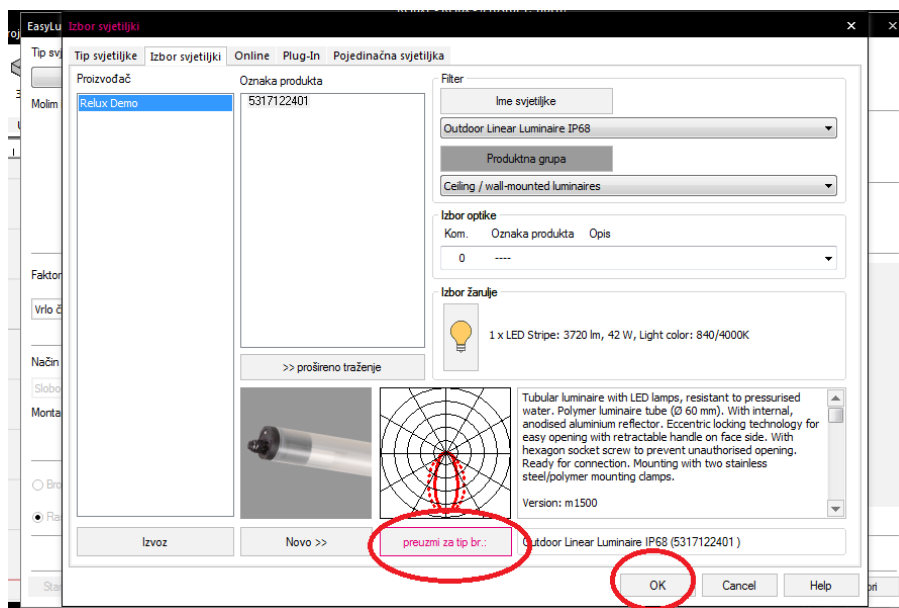 EasyLu
Izbor svjetiljki
Tip svj
Tip svjetiljke Izbor svjetiljki Online Plug-In Pojedinačna svjetiljka
Proizvođač
Oznaka produkta
Filter
Molim
Relux Demo
5317122401
Ime svjetiljke
Outdoor Linear Luminaire IP68
Produktna grupa
Ceiling / wall-mounted luminaires
Izbor optike
Kom. Oznaka produkta Opis
0 ----
Faktor
Izbor žarulje
Vrlo č
1 x LED Stripe: 3720 lm, 42 W, Light color: 840/4000K
Način
>> prošireno traženje
Slobo
Monta
Tubular luminaire with LED lamps, resistant to pressurised
water. Polymer luminaire tube (Ø 60 mm). With internal,
anodised aluminium reflector. Eccentric locking technology for
easy opening with retractable handle on face side. With
hexagon socket screw to prevent unauthorised opening.
Ready for connection. Mounting with two stainless
steel/polymer mounting clamps.
Version: m1500
Bro
Ra
Izvoz
Novo >>
preuzmi za tip br.:
Outdoor Linear Luminaire IP68 (5317122401 )
OK
Cancel
Help